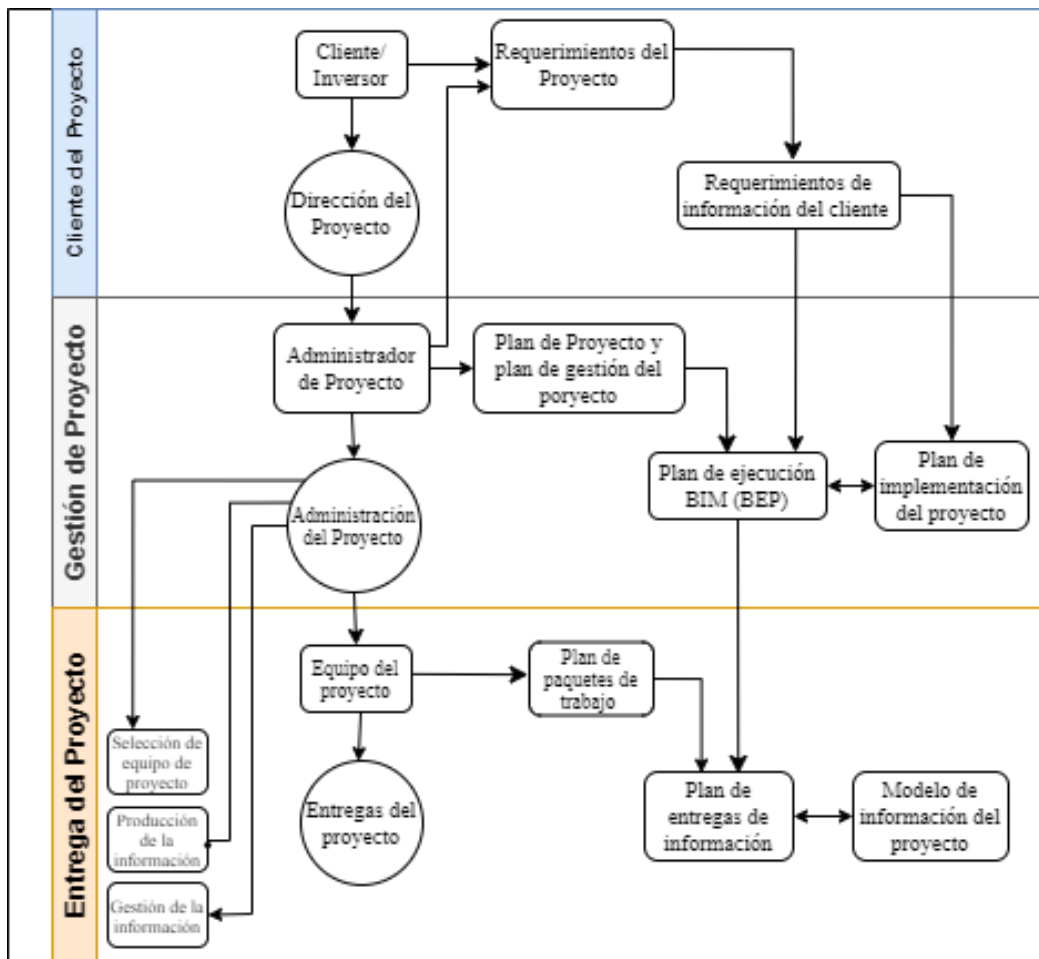 Cliente del Proyecto
Cliente/
Inversor
Requerimientos del
Proyecto
Dirección del
Proyecto
Requerimientos de
información del cliente
Gestión de Proyecto
Administrador
de Proyecto
Plan de Proyecto y
plan de gestión del
poryecto
Administración
del Proyecto
Plan de ejecución
BIM (BEP)
Plan de
implementación
del proyecto
Entrega del Proyecto
Equipo del
proyecto
Plan de
paquetes de
trabajo
Selección de
equipo de
proyecto
Producción
de la
información
Gestión de la
información
Entregas del
proyecto
Plan de
entregas de
información
Modelo de
información del
proyecto